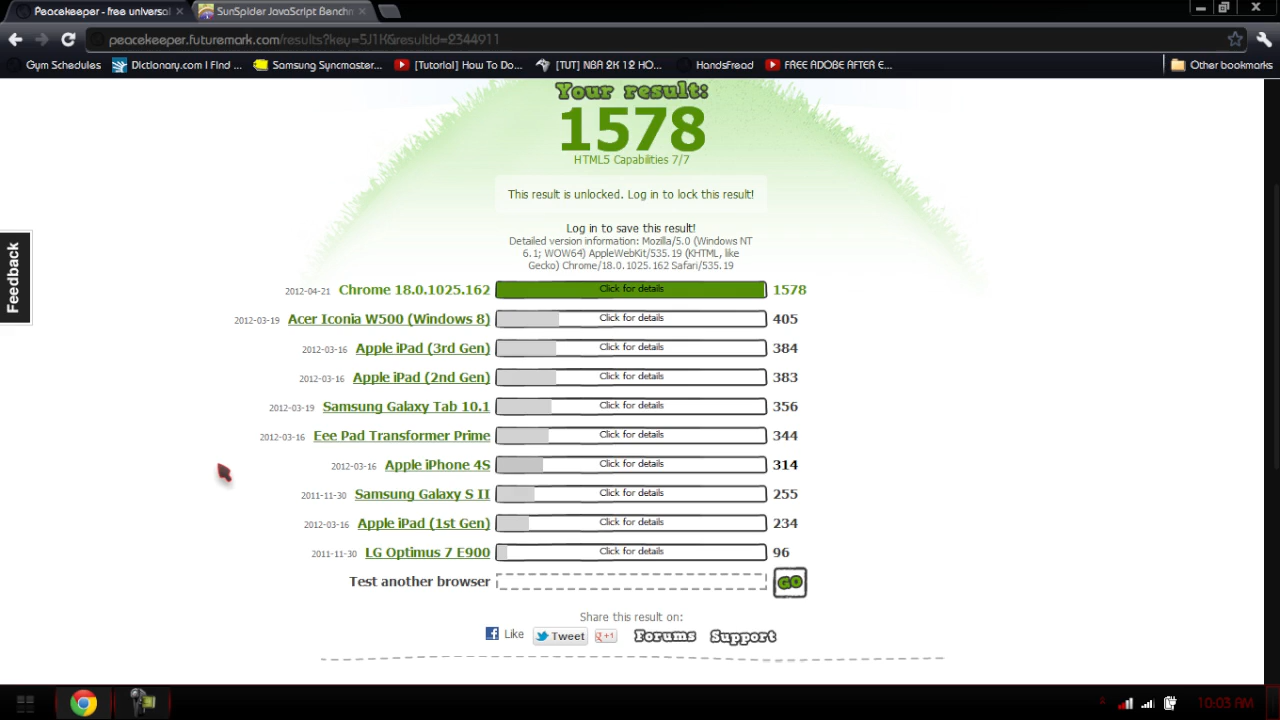 Peacekeeper - free universal
SunSpider JavaScript Benchm
peacekeeper.futuremark.com/results?key=5J1K&resultId=2344911
Gym Schedules
Dictionary.com | Find ...
Samsung Syncmaster...
[Tutorial] How To Do...
[TUT] NBA 2K 12 HO...
HandsFread
FREE ADOBE AFTER E...
Other bookmarks
Your result:
1578
HTML5 Capabilities 7/7
This result is unlocked. Log in to lock this result!
Log in to save this result!
Detailed version information: Mozilla/5.0 (Windows NT
6.1; WOW64) AppleWebKit/535.19 (KHTML, like
Gecko) Chrome/18.0.1025.162 Safari/535.19
Feedback
2012-04-21 Chrome 18.0.1025.162 Click for details 1578
2012-03-19 Acer Iconia W500 (Windows 8) Click for details 405
2012-03-16 Apple iPad (3rd Gen) Click for details 384
2012-03-16 Apple iPad (2nd Gen) Click for details 383
2012-03-19 Samsung Galaxy Tab 10.1 Click for details 356
2012-03-16 Eee Pad Transformer Prime Click for details 344
2012-03-16 Apple iPhone 4S Click for details 314
2011-11-30 Samsung Galaxy S II Click for details 255
2012-03-16 Apple iPad (1st Gen) Click for details 234
2011-11-30 LG Optimus 7 E900 Click for details 96
Test another browser GO
Share this result on:
Like Tweet +1 Forums Support
10:03 AM